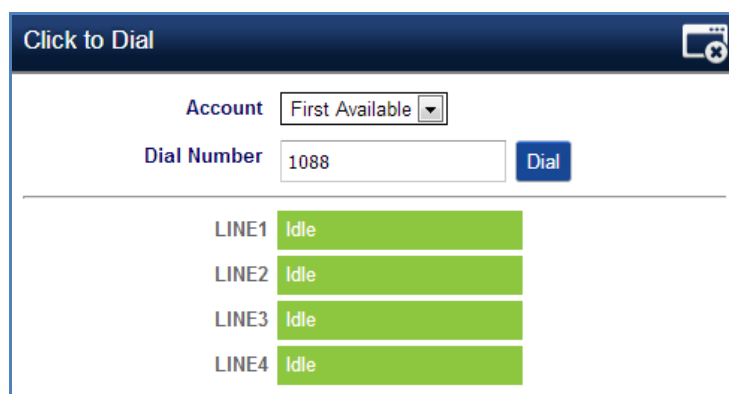 Click to Dial
Account First Available
Dial Number 1088 Dial
LINE1 Idle
LINE2 Idle
LINE3 Idle
LINE4 Idle